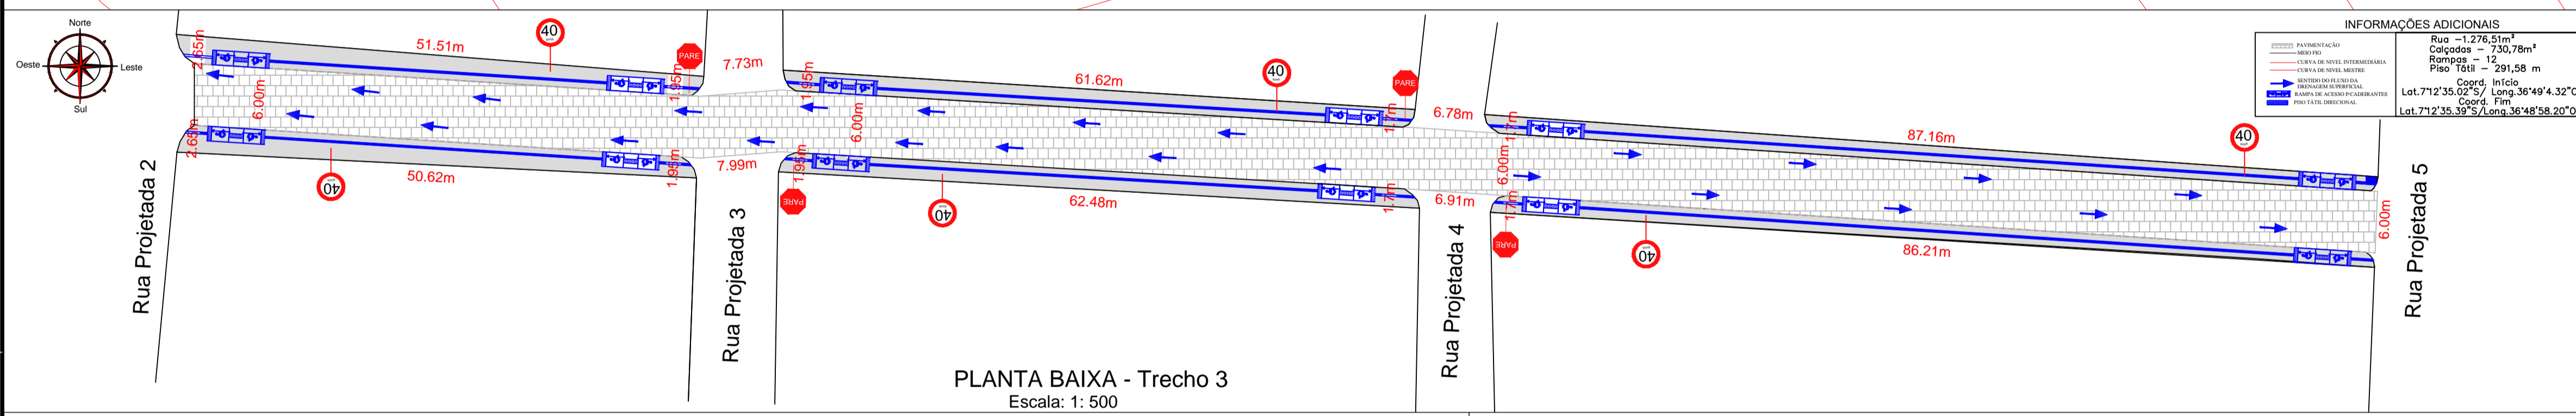 Norte
Oeste
Leste
Sul
2.65m
51.51m
40
PARE
1.95m
7.73m
6.00m
2.65m
50.62m
40
1.95m
7.99m
1.95m
61.62m
40
PARE
1.7m
6.78m
6.00m
1.95m
PARE
40
62.48m
1.7m
6.91m
1.7m
87.16m
40
6.00m
1.7m
PARE
40
86.21m
6.00m
Rua Projetada 2
Rua Projetada 3
Rua Projetada 4
Rua Projetada 5
PLANTA BAIXA - Trecho 3
Escala: 1: 500
INFORMAÇÕES ADICIONAIS
PAVIMENTAÇÃO
MEIO FIO
CURVA DE NIVEL INTERMEDIÁRIA
CURVA DE NIVEL MESTRE
SENTIDO DO FLUXO DA
DRENAGEM SUPERFICIAL
RAMPA DE ACESSO P/CADEIRANTES
PISO TÁTIL DIRECIONAL
Rua -1.276,51m²
Calçadas - 730,78m²
Rampas - 12
Piso Tátil - 291,58 m
Coord. Início
Lat.7°12'35.02"S/ Long.36°49'4.32"O
Coord. Fim
Lat.7°12'35.39"S/Long.36°48'58.20"O